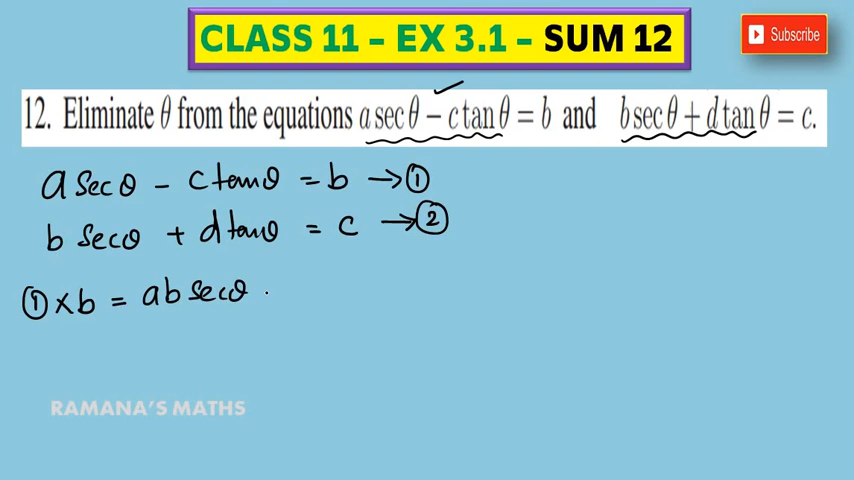 CLASS 11 – EX 3.1 – SUM 12
Subscribe
12. Eliminate θ from the equations a sec θ − c tan θ = b and b sec θ + d tan θ = c.
a secθ − c tanθ = b → ①
b secθ + d tanθ = c → ②
① × b = ab secθ
RAMANA'S MATHS